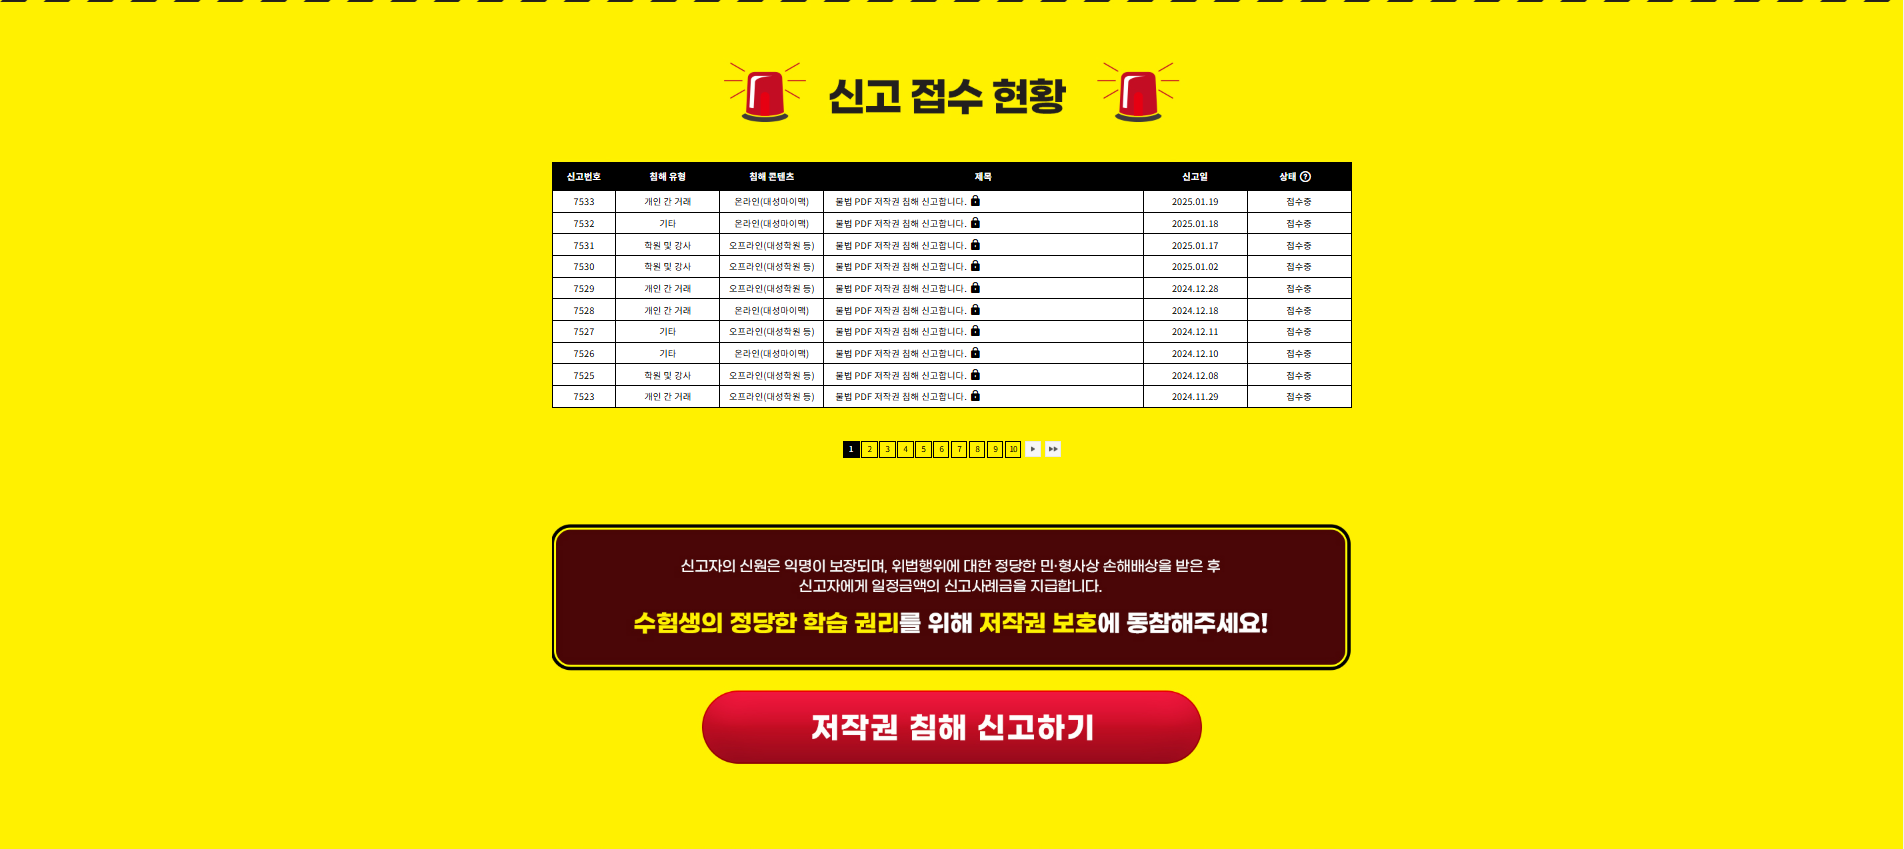 신고 접수 현황
신고번호 침해 유형 침해 콘텐츠 제목 신고일 상태 ?
7533 개인 간 거래 온라인(대성마이맥) 불법 PDF 저작권 침해 신고합니다. 2025.01.19 접수중
7532 기타 온라인(대성마이맥) 불법 PDF 저작권 침해 신고합니다. 2025.01.18 접수중
7531 학원 및 강사 오프라인(대성학원 등) 불법 PDF 저작권 침해 신고합니다. 2025.01.17 접수중
7530 학원 및 강사 오프라인(대성학원 등) 불법 PDF 저작권 침해 신고합니다. 2025.01.02 접수중
7529 개인 간 거래 오프라인(대성학원 등) 불법 PDF 저작권 침해 신고합니다. 2024.12.28 접수중
7528 개인 간 거래 온라인(대성마이맥) 불법 PDF 저작권 침해 신고합니다. 2024.12.18 접수중
7527 기타 오프라인(대성학원 등) 불법 PDF 저작권 침해 신고합니다. 2024.12.11 접수중
7526 기타 온라인(대성마이맥) 불법 PDF 저작권 침해 신고합니다. 2024.12.10 접수중
7525 학원 및 강사 오프라인(대성학원 등) 불법 PDF 저작권 침해 신고합니다. 2024.12.08 접수중
7523 개인 간 거래 오프라인(대성학원 등) 불법 PDF 저작권 침해 신고합니다. 2024.11.29 접수중
1 2 3 4 5 6 7 8 9 10
신고자의 신원은 익명이 보장되며, 위법행위에 대한 정당한 민·형사상 손해배상을 받은 후
신고자에게 일정금액의 신고사례금을 지급합니다.
수험생의 정당한 학습 권리를 위해 저작권 보호에 동참해주세요!
저작권 침해 신고하기